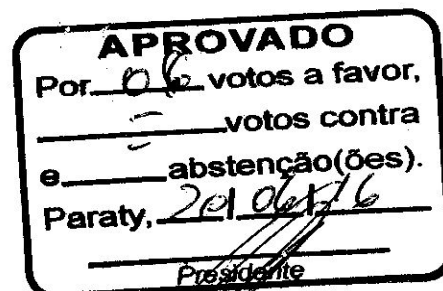 APROVADO
Por 06 votos a favor,
= votos contra
e abstenção(ões).
Paraty, 20/06/16
Presidente